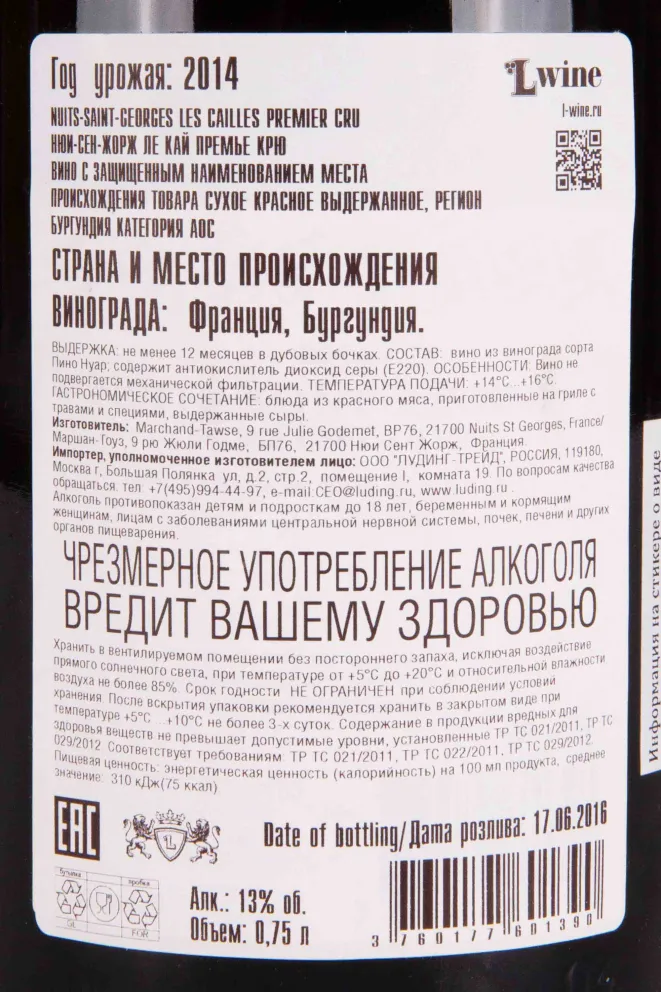 Год урожая: 2014
Lwine
l-wine.ru
NUITS-SAINT-GEORGES LES CAILLES PREMIER CRU
НЮИ-СЕН-ЖОРЖ ЛЕ КАЙ ПРЕМЬЕ КРЮ
ВИНО С ЗАЩИЩЕННЫМ НАИМЕНОВАНИЕМ МЕСТА
ПРОИСХОЖДЕНИЯ ТОВАРА СУХОЕ КРАСНОЕ ВЫДЕРЖАННОЕ, РЕГИОН
БУРГУНДИЯ КАТЕГОРИЯ АОС
СТРАНА И МЕСТО ПРОИСХОЖДЕНИЯ
ВИНОГРАДА: Франция, Бургундия.
ВЫДЕРЖКА: не менее 12 месяцев в дубовых бочках. СОСТАВ: вино из винограда сорта
Пино Нуар; содержит антиокислитель диоксид серы (Е220). ОСОБЕННОСТИ: Вино не
подвергается механической фильтрации. ТЕМПЕРАТУРА ПОДАЧИ: +14°С...+16°С.
ГАСТРОНОМИЧЕСКОЕ СОЧЕТАНИЕ: блюда из красного мяса, приготовленные на гриле с
травами и специями, выдержанные сыры.
Изготовитель: Marchand-Tawse, 9 rue Julie Godemet, BP76, 21700 Nuits St Georges, France/
Маршан-Гоуз, 9 рю Жюли Годме, БП76, 21700 Нюи Сент Жорж, Франция.
Импортер, уполномоченное изготовителем лицо: ООО "ЛУДИНГ-ТРЕЙД", РОССИЯ, 119180,
Москва г, Большая Полянка ул, д.2, стр.2, помещение I, комната 19. По вопросам качества
обращаться. тел +7(495)994-44-97, e-mail.CEO@luding.ru, www.luding.ru .
Алкоголь противопоказан детям и подросткам до 18 лет, беременным и кормящим
женщинам, лицам с заболеваниями центральной нервной системы, почек, печени и других
органов пищеварения.
ЧРЕЗМЕРНОЕ УПОТРЕБЛЕНИЕ АЛКОГОЛЯ
ВРЕДИТ ВАШЕМУ ЗДОРОВЬЮ
Хранить в вентилируемом помещении без постороннего запаха, исключая воздействие
прямого солнечного света, при температуре от +5°С до +20°С и относительной влажности
воздуха не более 85%. Срок годности НЕ ОГРАНИЧЕН при соблюдении условий
хранения. После вскрытия упаковки рекомендуется хранить в закрытом виде при
температуре +5°С ...+10°С не более 3-х суток. Содержание в продукции вредных для
здоровья веществ не превышает допустимые уровни, установленные ТР ТС 021/2011, ТР ТС
029/2012. Соответствует требованиям: ТР ТС 021/2011, ТР ТС 022/2011, ТР ТС 029/2012.
Пищевая ценность: энергетическая ценность (калорийность) на 100 мл продукта, среднее
значение: 310 кДж(75 ккал)
EAC
L
Date of bottling/Дата розлива: 17.06.2016
бутылка
пробка
GL
FOR
Алк.: 13% об.
Объем: 0,75 л
3 760177 601390
Информация на стикере о виде